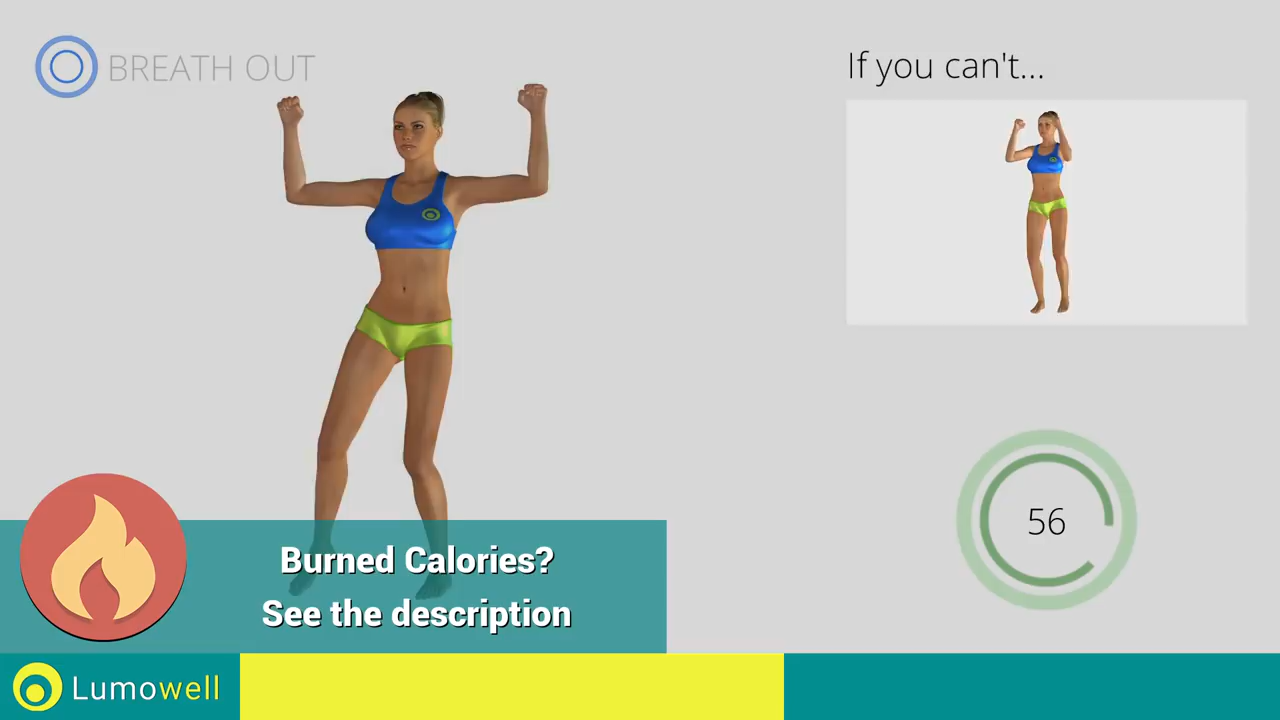 BREATH OUT
If you can't...
56
Burned Calories?
See the description
Lumowell